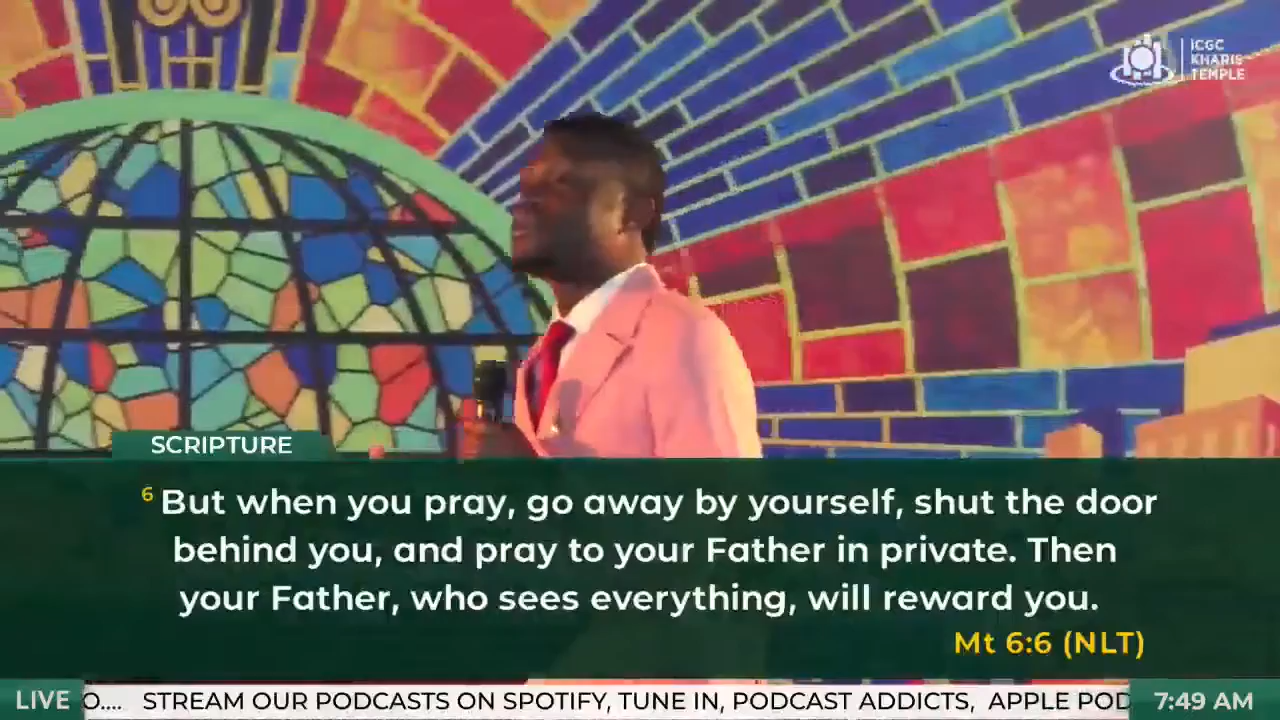 ICGC
KHARIS
TEMPLE
SCRIPTURE
6 But when you pray, go away by yourself, shut the door
behind you, and pray to your Father in private. Then
your Father, who sees everything, will reward you.
Mt 6:6 (NLT)
LIVE O.... STREAM OUR PODCASTS ON SPOTIFY, TUNE IN, PODCAST ADDICTS, APPLE POD 7:49 AM